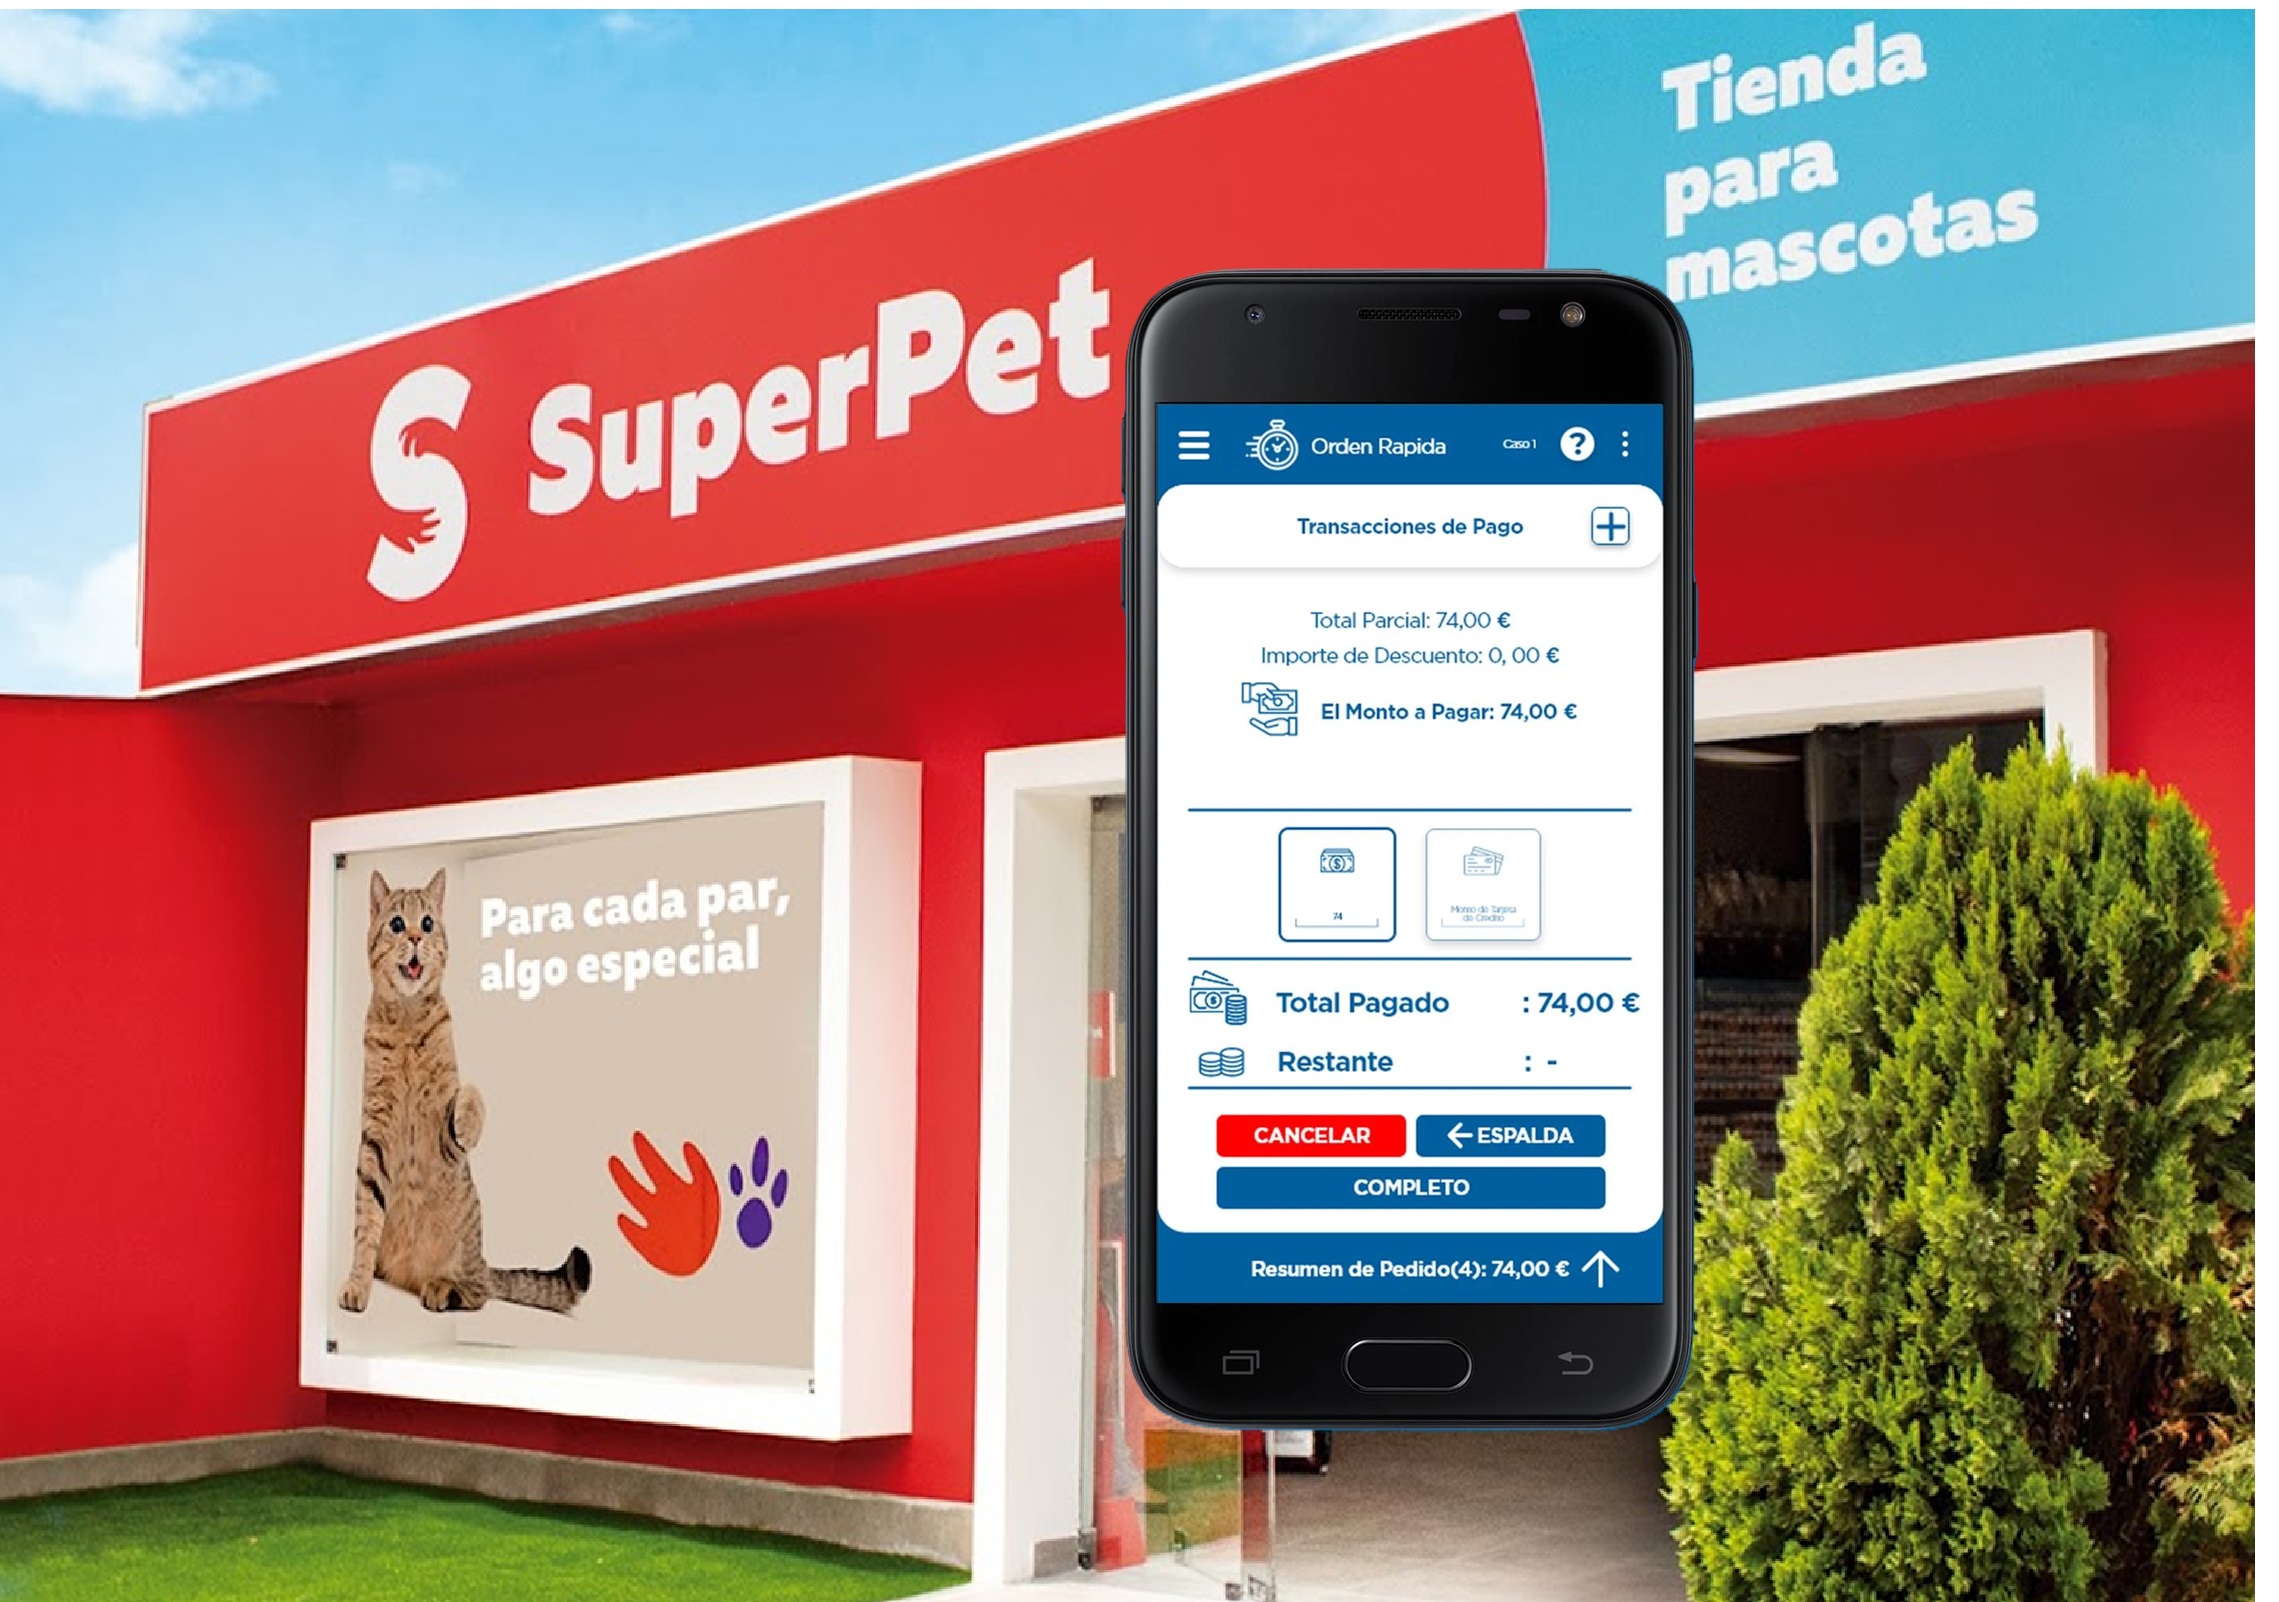 Tienda
para
mascotas
SuperPet
Para cada par,
algo especial
Orden Rapida
Caso 1
?
Transacciones de Pago
Total Parcial: 74,00 €
Importe de Descuento: 0, 00 €
El Monto a Pagar: 74,00 €
74
Monto de Tarjeta
de Credito
Total Pagado : 74,00 €
Restante : -
CANCELAR
ESPALDA
COMPLETO
Resumen de Pedido(4): 74,00 €